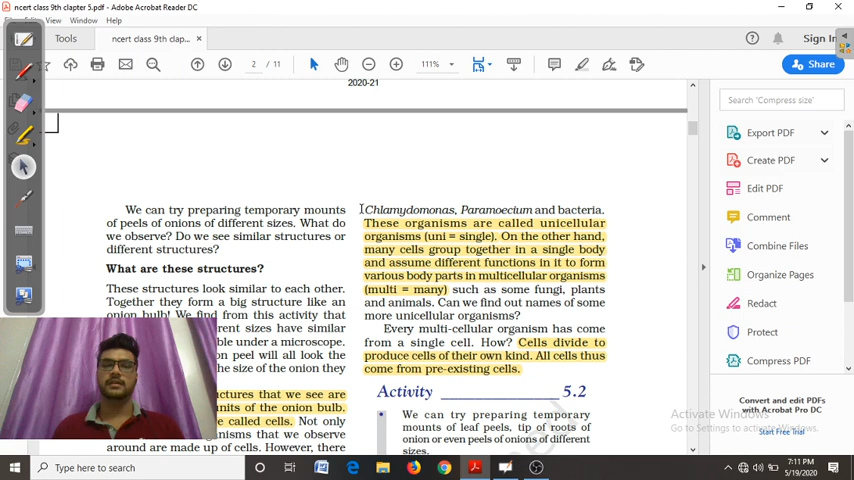 ncert class 9th chapter 5.pdf - Adobe Acrobat Reader DC
View Window Help
Tools
ncert class 9th clap... ×
Sign In
2 / 11
111%
Share
2020-21
We can try preparing temporary mounts
of peels of onions of different sizes. What do
we observe? Do we see similar structures or
different structures?
What are these structures?
These structures look similar to each other.
Together they form a big structure like an
onion bulb! We find from this activity that
rent sizes have similar
ble under a microscope.
on peel will all look the
the size of the onion they
uctures that we see are
units of the onion bulb.
e called cells. Not only
anisms that we observe
around are made up of cells. However, there
Chlamydomonas, Paramoecium and bacteria.
These organisms are called unicellular
organisms (uni = single). On the other hand,
many cells group together in a single body
and assume different functions in it to form
various body parts in multicellular organisms
(multi = many) such as some fungi, plants
and animals. Can we find out names of some
more unicellular organisms?
Every multi-cellular organism has come
from a single cell. How? Cells divide to
produce cells of their own kind. All cells thus
come from pre-existing cells.
Activity ______________ 5.2
• We can try preparing temporary
mounts of leaf peels, tip of roots of
onion or even peels of onions of different
sizes.
Search 'Compress size'
Export PDF
Create PDF
Edit PDF
Comment
Combine Files
Organize Pages
Redact
Protect
Compress PDF
Convert and edit PDFs
with Acrobat Pro DC
Start Free Trial
Activate Windows
Go to Settings to activate Windows.
Type here to search
7:11 PM
5/19/2020